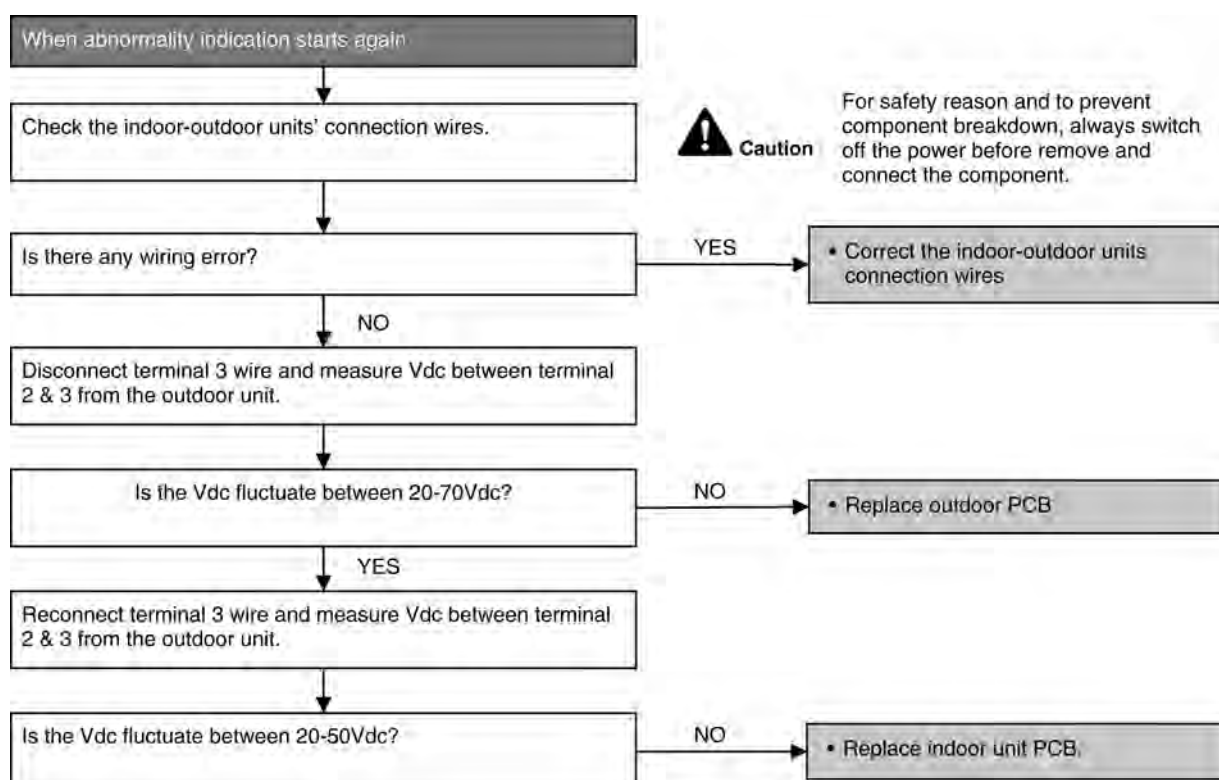 When abnormality indication starts again
Check the indoor-outdoor units' connection wires.
Caution
For safety reason and to prevent
component breakdown, always switch
off the power before remove and
connect the component.
Is there any wiring error?
YES
• Correct the indoor-outdoor units
connection wires
NO
Disconnect terminal 3 wire and measure Vdc between terminal
2 & 3 from the outdoor unit.
Is the Vdc fluctuate between 20-70Vdc?
NO
• Replace outdoor PCB
YES
Reconnect terminal 3 wire and measure Vdc between terminal
2 & 3 from the outdoor unit.
Is the Vdc fluctuate between 20-50Vdc?
NO
• Replace indoor unit PCB.